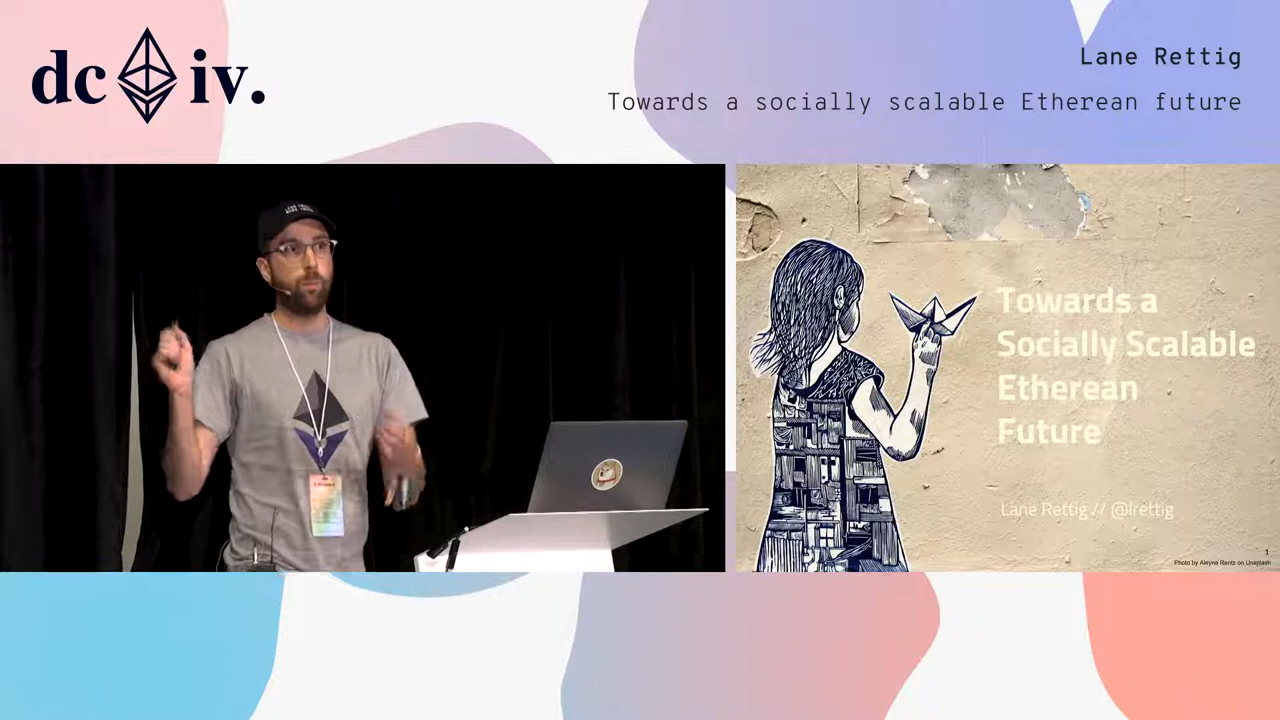 dc iv.
Lane Rettig
Towards a socially scalable Etherean future
Towards a
Socially Scalable
Etherean
Future
Lane Rettig // @lrettig
1
Photo by Aleyna Rentz on Unsplash